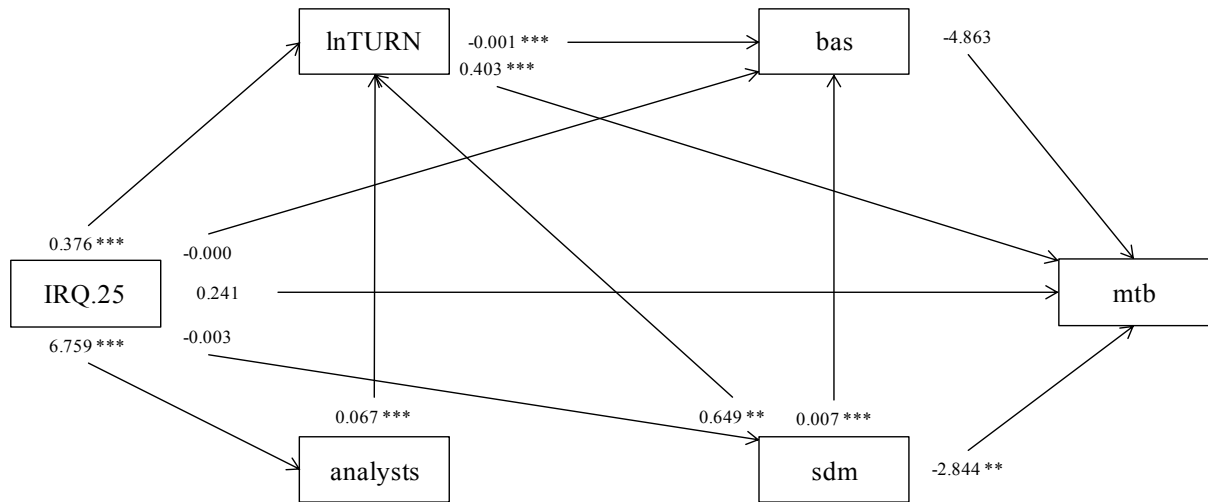 lnTURN
-0.001 ***
bas
-4.863
0.403 ***
0.376 ***
-0.000
IRQ.25
0.241
mtb
6.759 ***
-0.003
0.067 ***
0.649 **
0.007 ***
analysts
sdm
-2.844 **